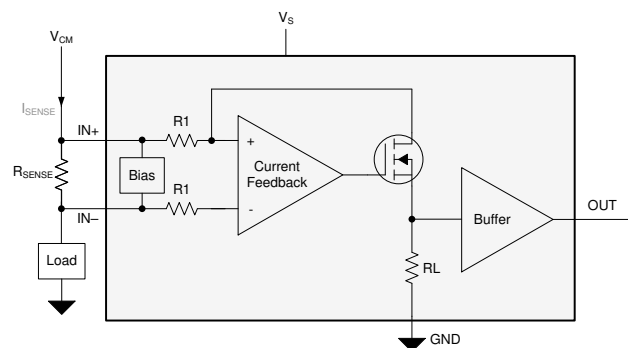 VS
VCM
ISENSE
IN+
R1
+
RSENSE
Bias
Current
Feedback
R1
-
IN–
Buffer
OUT
Load
RL
GND